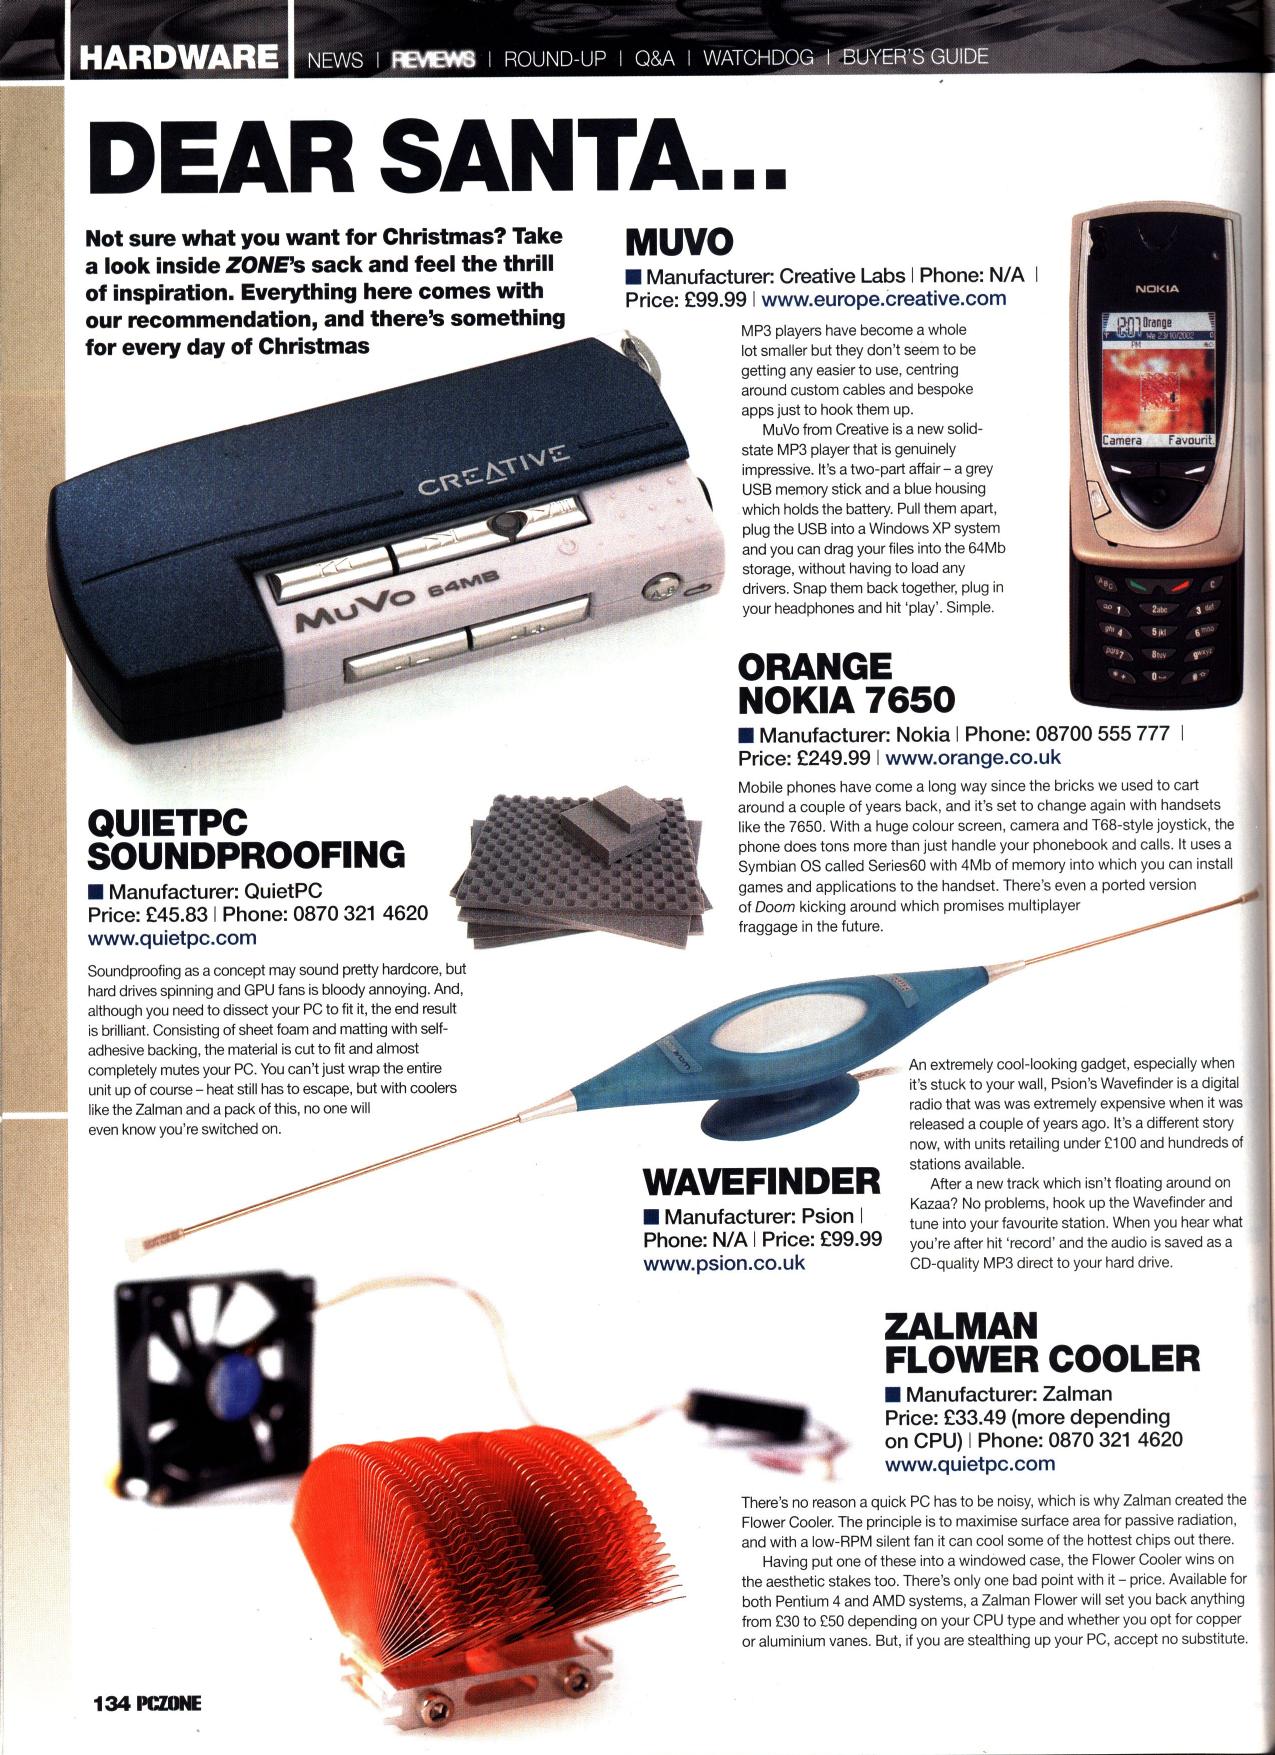 HARDWARE
NEWS | REVIEWS | ROUND-UP | Q&A | WATCHDOG | BUYER'S GUIDE
DEAR SANTA...
Not sure what you want for Christmas? Take
a look inside ZONE's sack and feel the thrill
of inspiration. Everything here comes with
our recommendation, and there's something
for every day of Christmas
CREATIVE
MuVo 64MB
A-B
MUVO
■ Manufacturer: Creative Labs | Phone: N/A |
Price: £99.99 | www.europe.creative.com
MP3 players have become a whole
lot smaller but they don't seem to be
getting any easier to use, centring
around custom cables and bespoke
apps just to hook them up.
MuVo from Creative is a new solid-
state MP3 player that is genuinely
impressive. It's a two-part affair – a grey
USB memory stick and a blue housing
which holds the battery. Pull them apart,
plug the USB into a Windows XP system
and you can drag your files into the 64Mb
storage, without having to load any
drivers. Snap them back together, plug in
your headphones and hit 'play'. Simple.
NOKIA
12:07 Orange
We 23/10/2002
PM
Camera Favourit.
ABC C
1 2abc 3 def
ghi 4 5 jkl 6 mno
pqrs7 8tuv 9wxyz
*+ 0 #
ORANGE
NOKIA 7650
■ Manufacturer: Nokia | Phone: 08700 555 777 |
Price: £249.99 | www.orange.co.uk
Mobile phones have come a long way since the bricks we used to cart
around a couple of years back, and it's set to change again with handsets
like the 7650. With a huge colour screen, camera and T68-style joystick, the
phone does tons more than just handle your phonebook and calls. It uses a
Symbian OS called Series60 with 4Mb of memory into which you can install
games and applications to the handset. There's even a ported version
of Doom kicking around which promises multiplayer
fraggage in the future.
QUIETPC
SOUNDPROOFING
■ Manufacturer: QuietPC
Price: £45.83 | Phone: 0870 321 4620
www.quietpc.com
Soundproofing as a concept may sound pretty hardcore, but
hard drives spinning and GPU fans is bloody annoying. And,
although you need to dissect your PC to fit it, the end result
is brilliant. Consisting of sheet foam and matting with self-
adhesive backing, the material is cut to fit and almost
completely mutes your PC. You can't just wrap the entire
unit up of course – heat still has to escape, but with coolers
like the Zalman and a pack of this, no one will
even know you're switched on.
WAVEFINDER
■ Manufacturer: Psion |
Phone: N/A | Price: £99.99
www.psion.co.uk
An extremely cool-looking gadget, especially when
it's stuck to your wall, Psion's Wavefinder is a digital
radio that was was extremely expensive when it was
released a couple of years ago. It's a different story
now, with units retailing under £100 and hundreds of
stations available.
After a new track which isn't floating around on
Kazaa? No problems, hook up the Wavefinder and
tune into your favourite station. When you hear what
you're after hit 'record' and the audio is saved as a
CD-quality MP3 direct to your hard drive.
ZALMAN
FLOWER COOLER
■ Manufacturer: Zalman
Price: £33.49 (more depending
on CPU) | Phone: 0870 321 4620
www.quietpc.com
There's no reason a quick PC has to be noisy, which is why Zalman created the
Flower Cooler. The principle is to maximise surface area for passive radiation,
and with a low-RPM silent fan it can cool some of the hottest chips out there.
Having put one of these into a windowed case, the Flower Cooler wins on
the aesthetic stakes too. There's only one bad point with it – price. Available for
both Pentium 4 and AMD systems, a Zalman Flower will set you back anything
from £30 to £50 depending on your CPU type and whether you opt for copper
or aluminium vanes. But, if you are stealthing up your PC, accept no substitute.
134 PCZONE